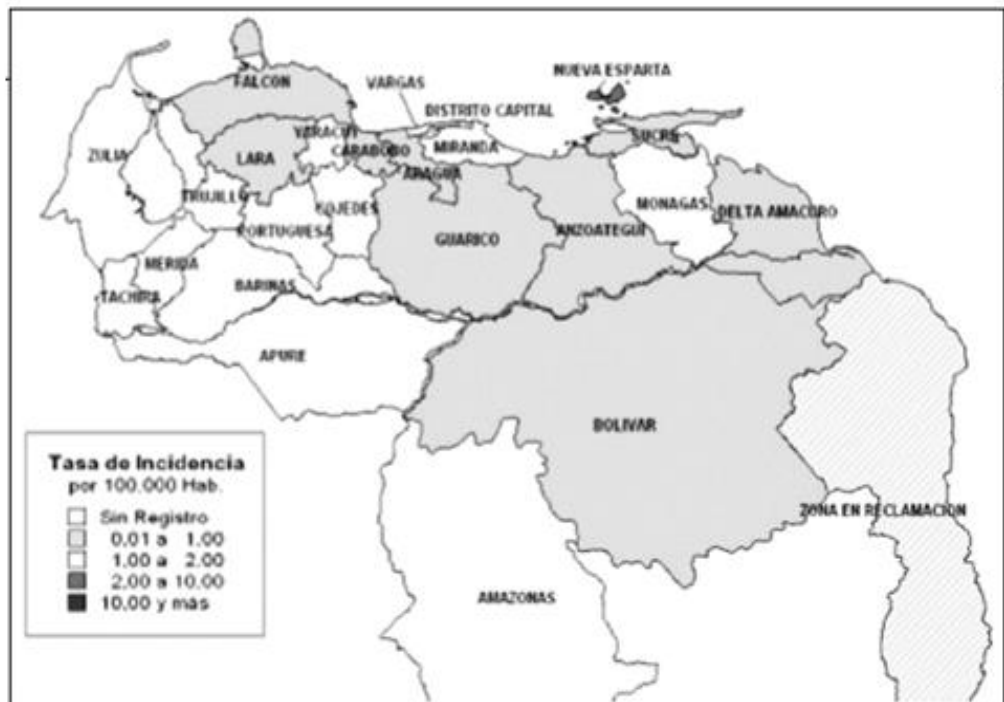 NUEVA ESPARTA
VARGAS
FALCON
DISTRITO CAPITAL
YARACUY
CARABOBO
MIRANDA
SUCRE
ZULIA
LARA
ARAGUA
TRUJILLO
COJEDES
MONAGAS
DELTA AMACURO
PORTUGUESA
GUARICO
ANZOATEGUI
MERIDA
TACHIRA
BARINAS
APURE
BOLIVAR
ZONA EN RECLAMACION
AMAZONAS
Tasa de Incidencia
por 100.000 Hab.
Sin Registro
0,01 a 1.00
1.00 a 2.00
2,00 a 10,00
10,00 y más